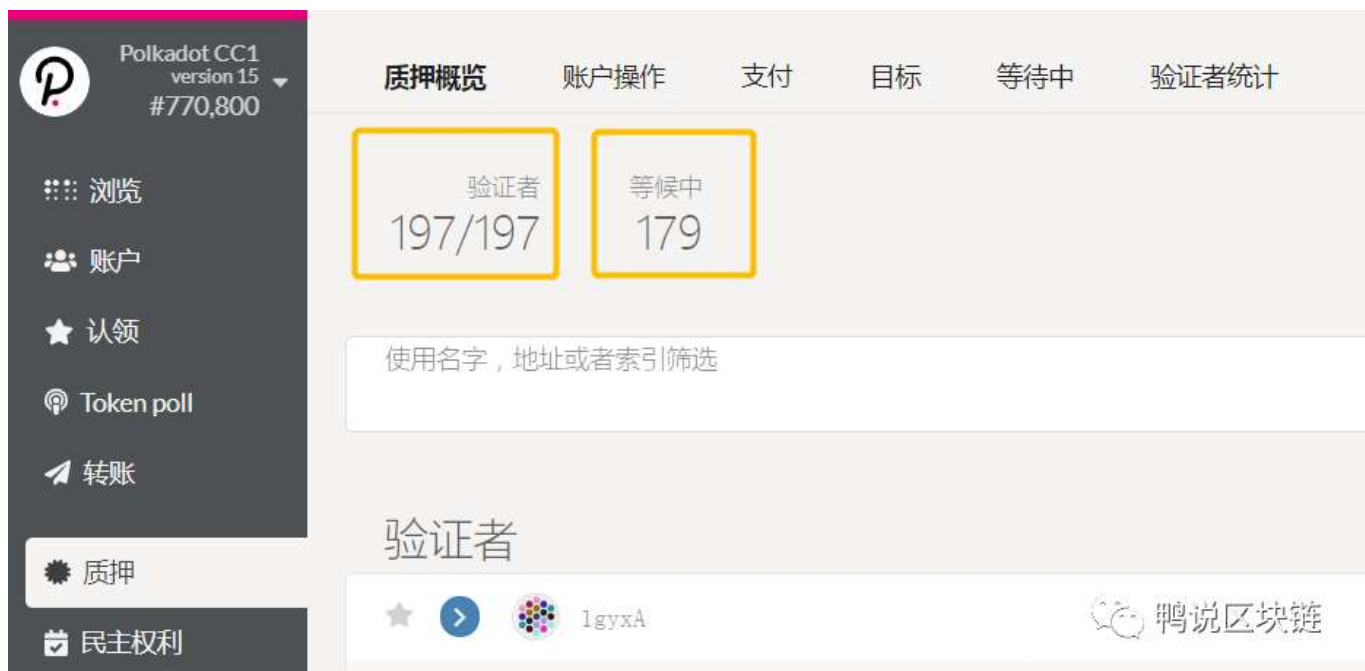 Polkadot CC1
version 15
#770,800
质押概览 账户操作 支付 目标 等待中 验证者统计
浏览
账户
认领
Token poll
转账
质押
民主权利
验证者
197/197
等候中
179
使用名字，地址或者索引筛选
验证者
1gyxA
鸭说区块链